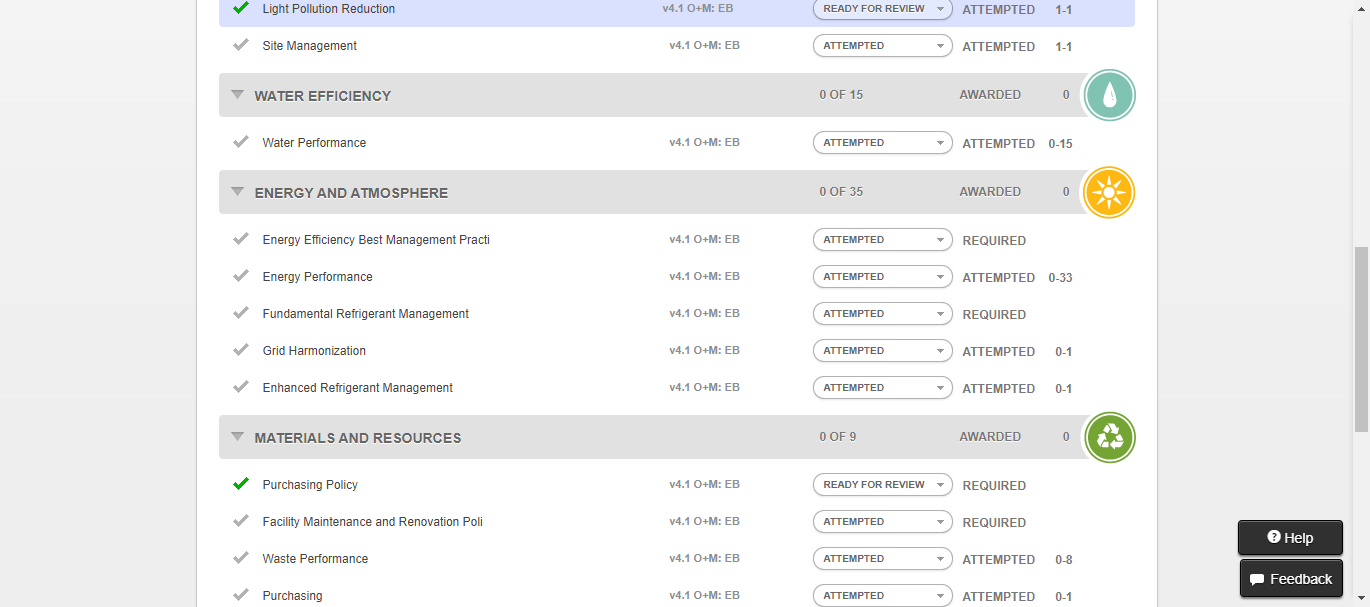 Light Pollution Reduction v4.1 O+M: EB READY FOR REVIEW ATTEMPTED 1-1
Site Management v4.1 O+M: EB ATTEMPTED ATTEMPTED 1-1
WATER EFFICIENCY 0 OF 15 AWARDED 0
Water Performance v4.1 O+M: EB ATTEMPTED ATTEMPTED 0-15
ENERGY AND ATMOSPHERE 0 OF 35 AWARDED 0
Energy Efficiency Best Management Practi v4.1 O+M: EB ATTEMPTED REQUIRED
Energy Performance v4.1 O+M: EB ATTEMPTED ATTEMPTED 0-33
Fundamental Refrigerant Management v4.1 O+M: EB ATTEMPTED REQUIRED
Grid Harmonization v4.1 O+M: EB ATTEMPTED ATTEMPTED 0-1
Enhanced Refrigerant Management v4.1 O+M: EB ATTEMPTED ATTEMPTED 0-1
MATERIALS AND RESOURCES 0 OF 9 AWARDED 0
Purchasing Policy v4.1 O+M: EB READY FOR REVIEW REQUIRED
Facility Maintenance and Renovation Poli v4.1 O+M: EB ATTEMPTED REQUIRED
Waste Performance v4.1 O+M: EB ATTEMPTED ATTEMPTED 0-8
Purchasing v4.1 O+M: EB ATTEMPTED ATTEMPTED 0-1
Help
Feedback